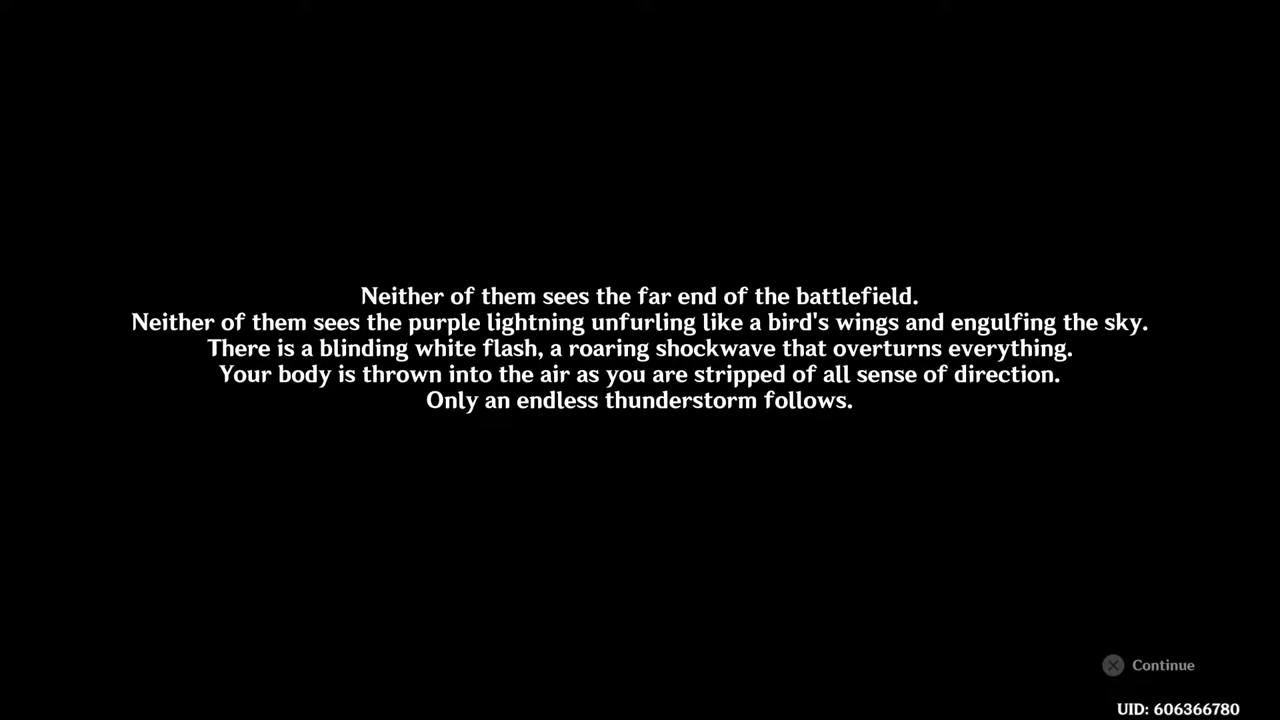 Neither of them sees the far end of the battlefield.
Neither of them sees the purple lightning unfurling like a bird's wings and engulfing the sky.
There is a blinding white flash, a roaring shockwave that overturns everything.
Your body is thrown into the air as you are stripped of all sense of direction.
Only an endless thunderstorm follows.
Continue
UID: 606366780